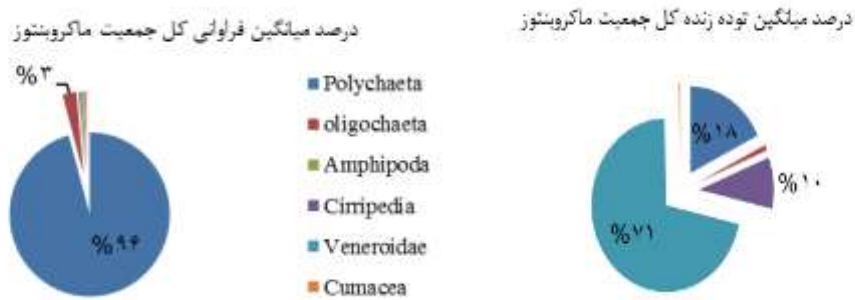 درصد میانگین توده زنده کل جمعیت ماکروبنتوز
درصد میانگین فراوانی کل جمعیت ماکروبنتوز
%۳
%۹۶
Polychaeta
oligochaeta
Amphipoda
Cirripedia
Veneroidae
Cumacea
%۱۸
%۱۰
%۷۱